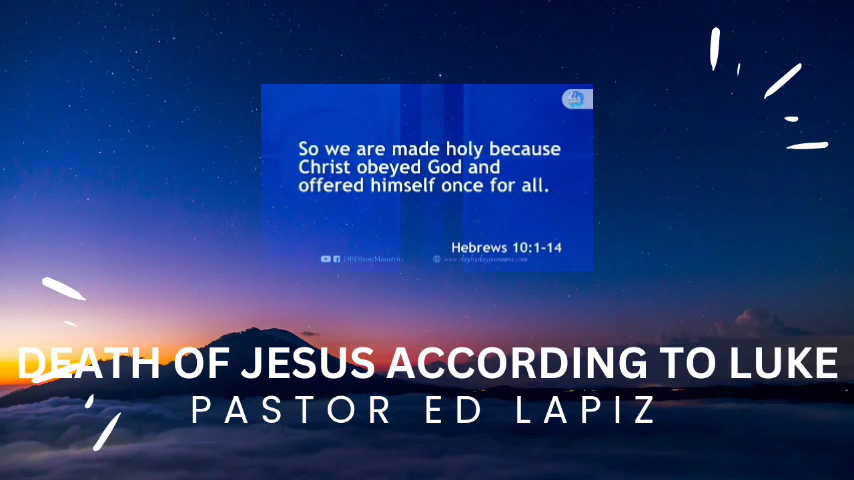 So we are made holy because
Christ obeyed God and
offered himself once for all.
Hebrews 10:1-14
DEATH OF JESUS ACCORDING TO LUKE
PASTOR ED LAPIZ